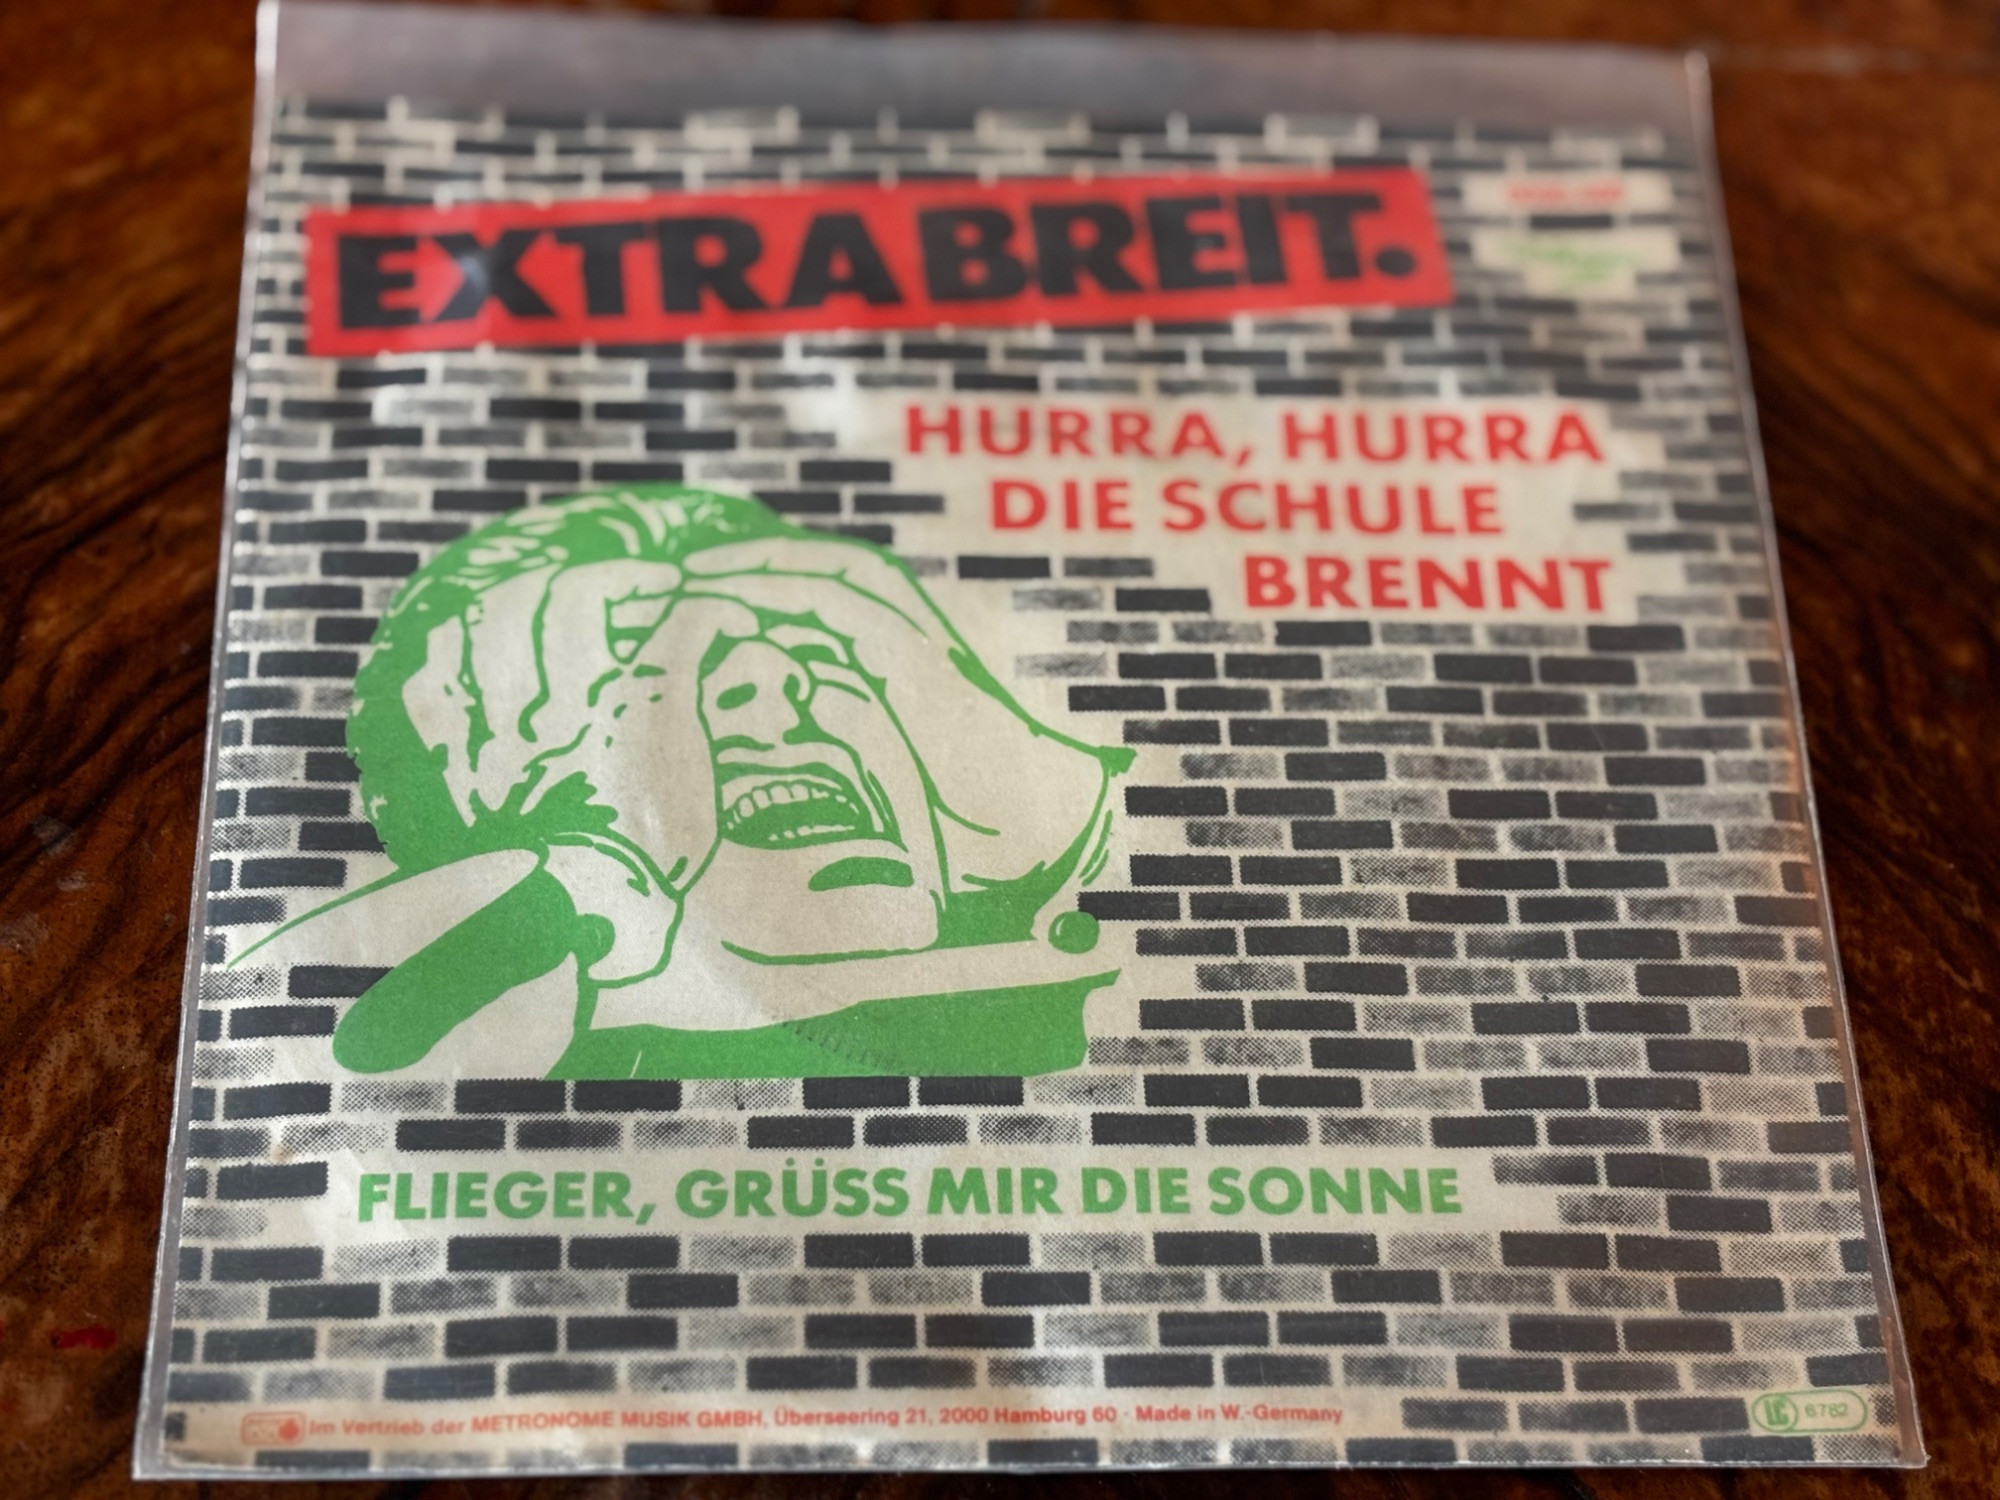 EXTRABREIT.
HURRA, HURRA
DIE SCHULE
BRENNT
FLIEGER, GRÜSS MIR DIE SONNE
Im Vertrieb der METRONOME MUSIK GMBH, Überseering 21, 2000 Hamburg 60 · Made in W.-Germany
LC 6782